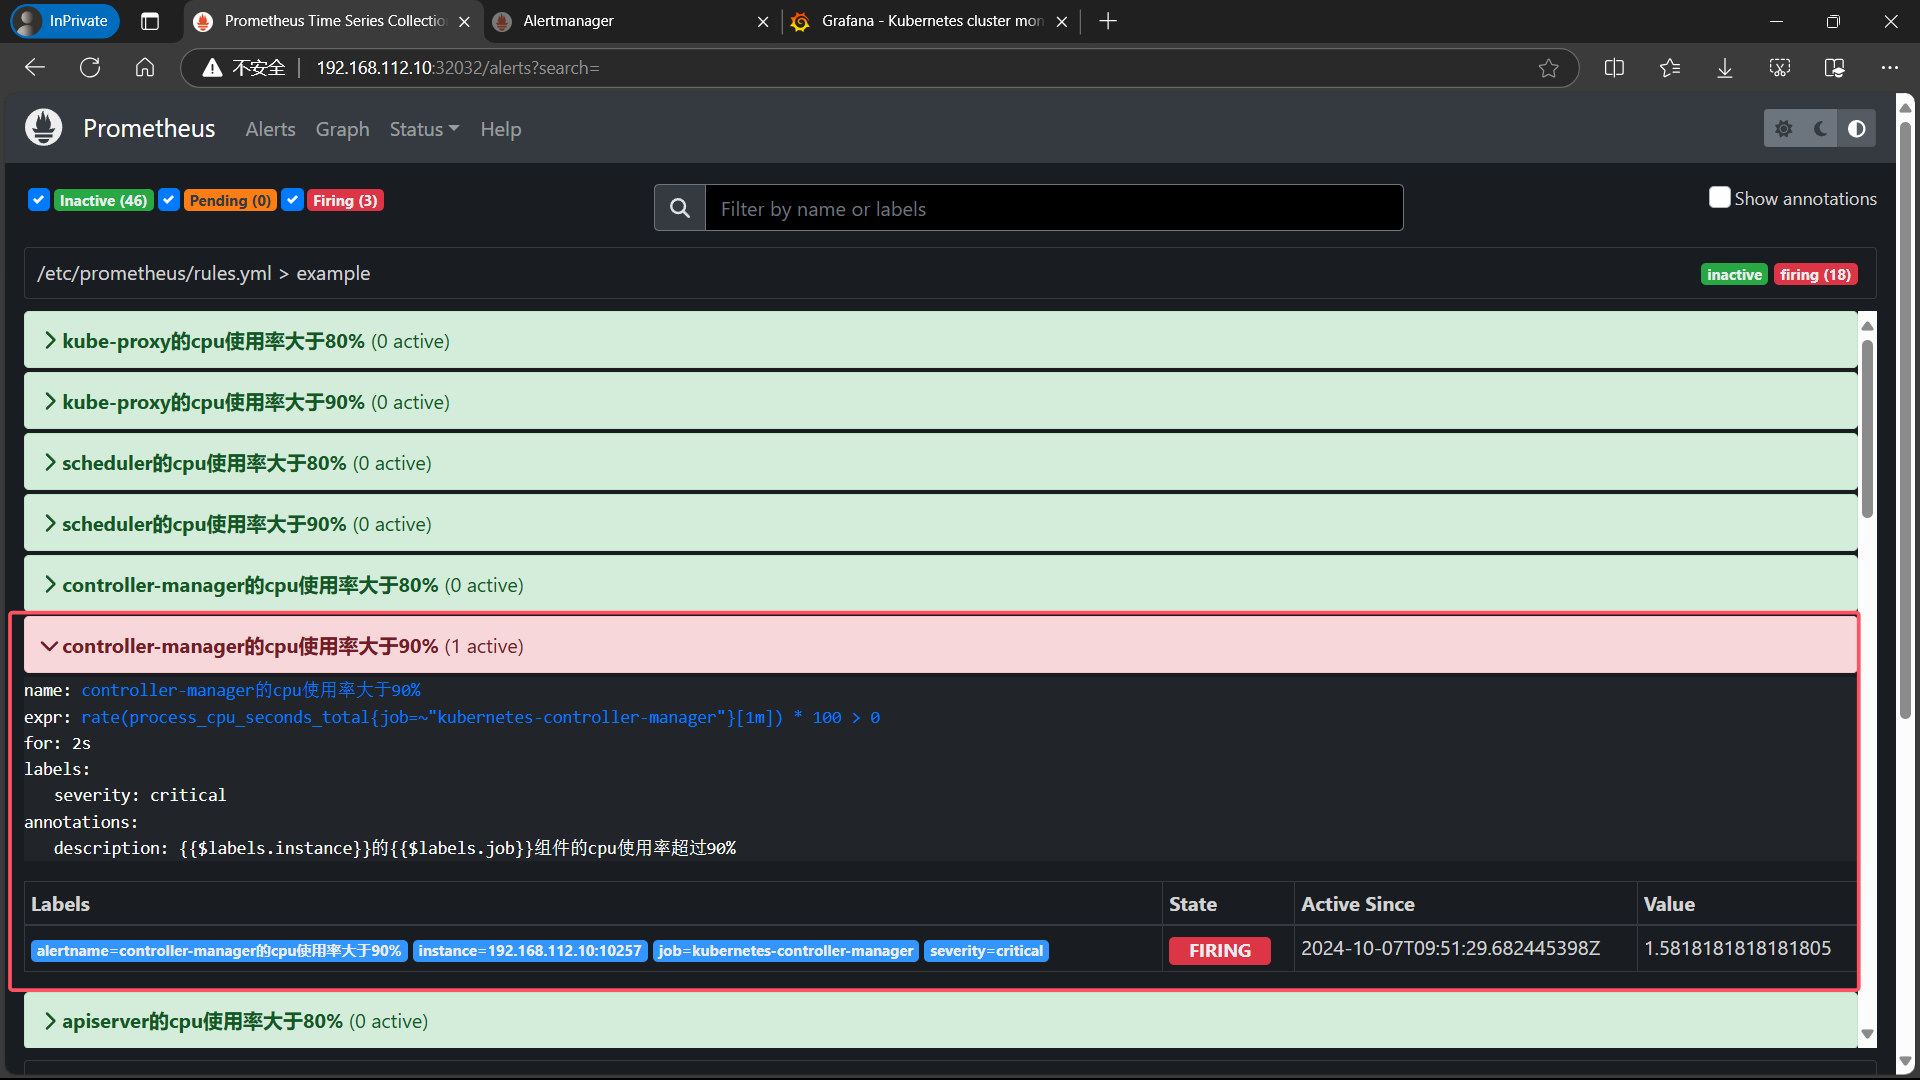 InPrivate
Prometheus Time Series Collectio
Alertmanager
Grafana - Kubernetes cluster mon
不安全 192.168.112.10:32032/alerts?search=
Prometheus Alerts Graph Status Help
Inactive (46) Pending (0) Firing (3)
Filter by name or labels
Show annotations
/etc/prometheus/rules.yml > example
inactive firing (18)
kube-proxy的cpu使用率大于80% (0 active)
kube-proxy的cpu使用率大于90% (0 active)
scheduler的cpu使用率大于80% (0 active)
scheduler的cpu使用率大于90% (0 active)
controller-manager的cpu使用率大于80% (0 active)
controller-manager的cpu使用率大于90% (1 active)
name: controller-manager的cpu使用率大于90%
expr: rate(process_cpu_seconds_total{job=~"kubernetes-controller-manager"}[1m]) * 100 > 0
for: 2s
labels:
severity: critical
annotations:
description: {{$labels.instance}}的{{$labels.job}}组件的cpu使用率超过90%
Labels State Active Since Value
alertname=controller-manager的cpu使用率大于90% instance=192.168.112.10:10257 job=kubernetes-controller-manager severity=critical FIRING 2024-10-07T09:51:29.682445398Z 1.5818181818181805
apiserver的cpu使用率大于80% (0 active)